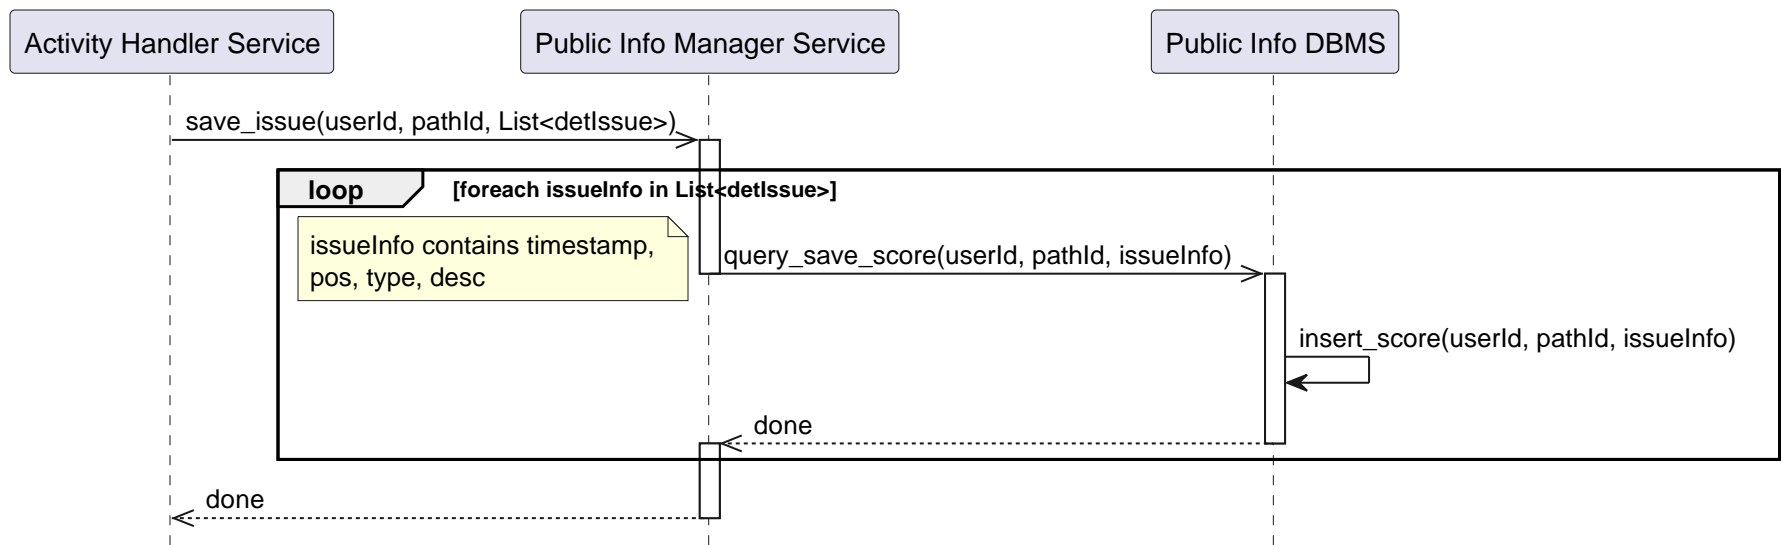 Activity Handler Service
Public Info Manager Service
Public Info DBMS
save_issue(userId, pathId, List<detIssue>)
loop
[foreach issueInfo in List<detIssue>]
issueInfo contains timestamp,
pos, type, desc
query_save_score(userId, pathId, issueInfo)
insert_score(userId, pathId, issueInfo)
done
done